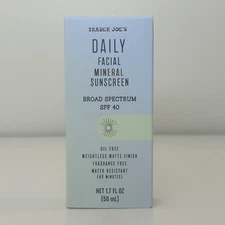 TRADER JOE'S
DAILY
FACIAL
MINERAL
SUNSCREEN
BROAD SPECTRUM
SPF 40
OIL FREE
WEIGHTLESS MATTE FINISH
FRAGRANCE FREE
WATER RESISTANT
(40 MINUTES)
NET 1.7 FL OZ
(50 mL)